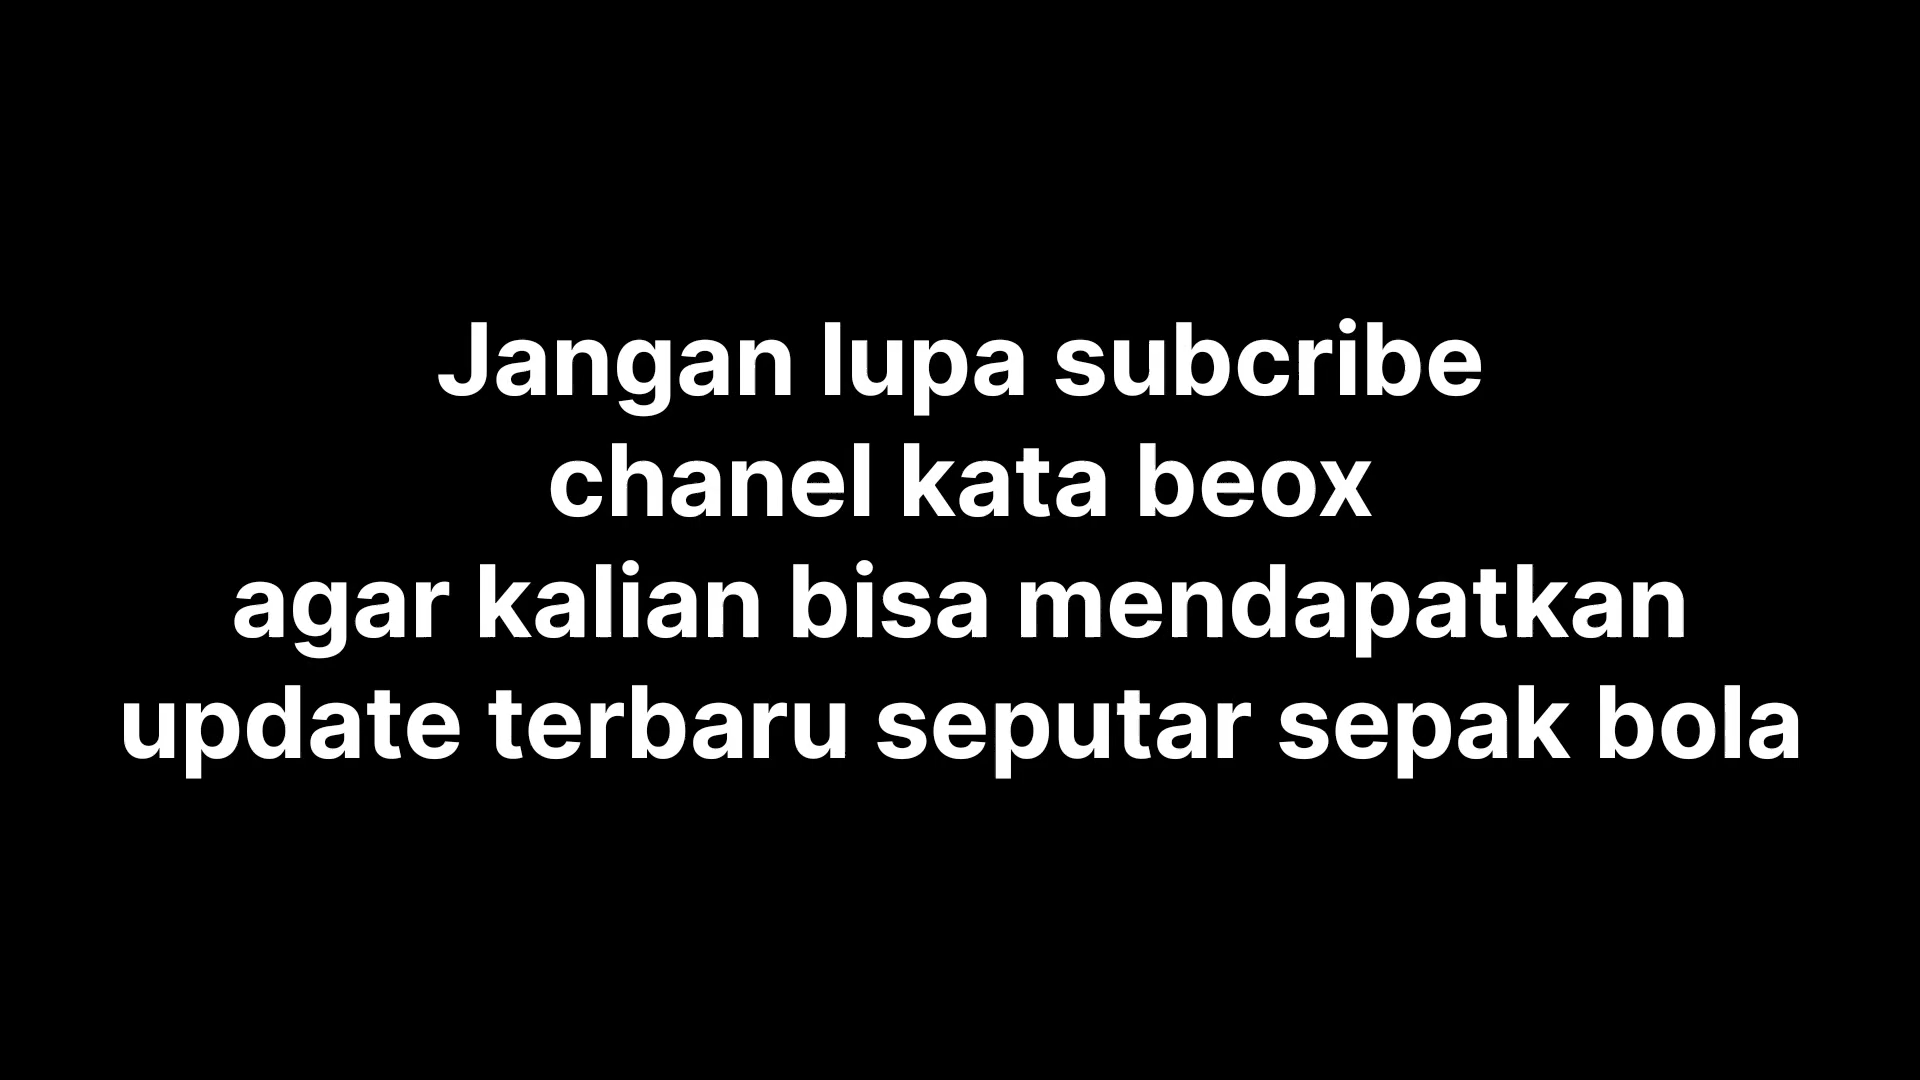 Jangan lupa subcribe
chanel kata beox
agar kalian bisa mendapatkan
update terbaru seputar sepak bola